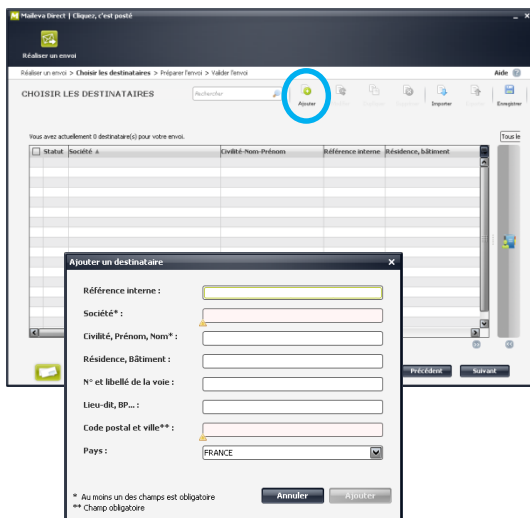 Maileva Direct | Cliquez, c'est posté
Réaliser un envoi
Réaliser un envoi > Choisir les destinataires > Préparer l'envoi > Valider l'envoi
Aide
CHOISIR LES DESTINATAIRES
Rechercher
Ajouter
Importer
Enregistrer
Vous avez actuellement 0 destinataire(s) pour votre envoi.
Tous le
Statut Société Civilité-Nom-Prénom Référence interne Résidence, bâtiment
Ajouter un destinataire
Référence interne :
Société* :
Civilité, Prénom, Nom* :
Résidence, Bâtiment :
N° et libellé de la voie :
Lieu-dit, BP... :
Code postal et ville** :
Pays : FRANCE
* Au moins un des champs est obligatoire
** Champ obligatoire
Annuler Ajouter
Précédent Suivant